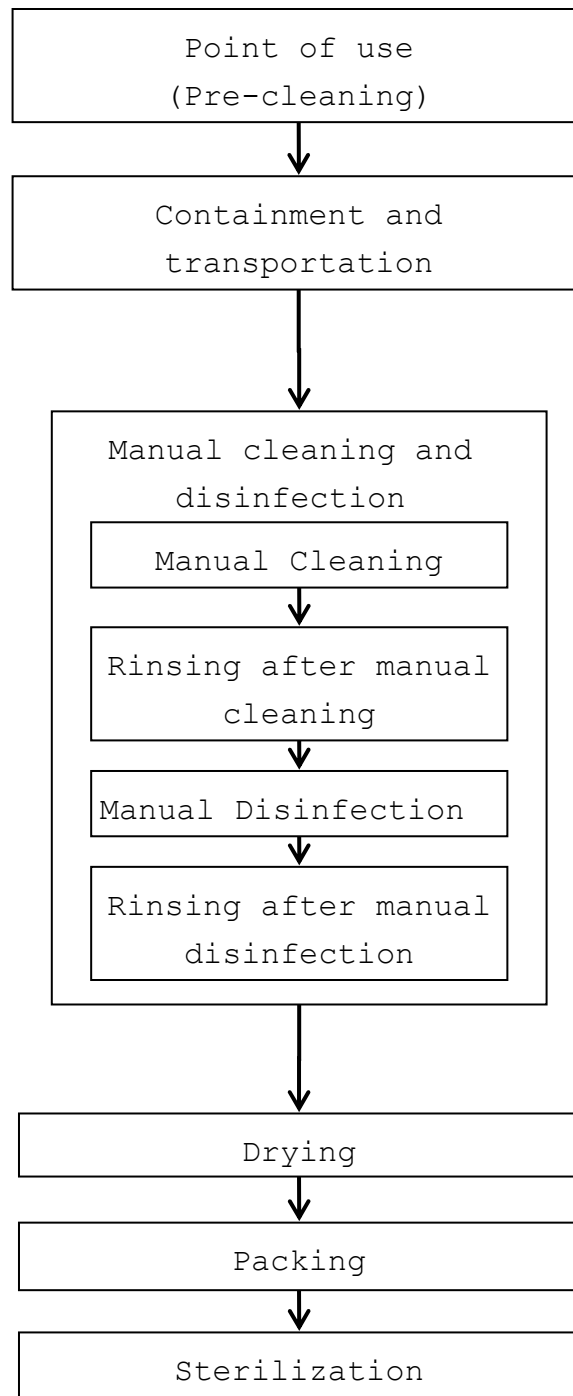 Point of use
(Pre-cleaning)
Containment and
transportation
Manual cleaning and
disinfection
Manual Cleaning
Rinsing after manual
cleaning
Manual Disinfection
Rinsing after manual
disinfection
Drying
Packing
Sterilization